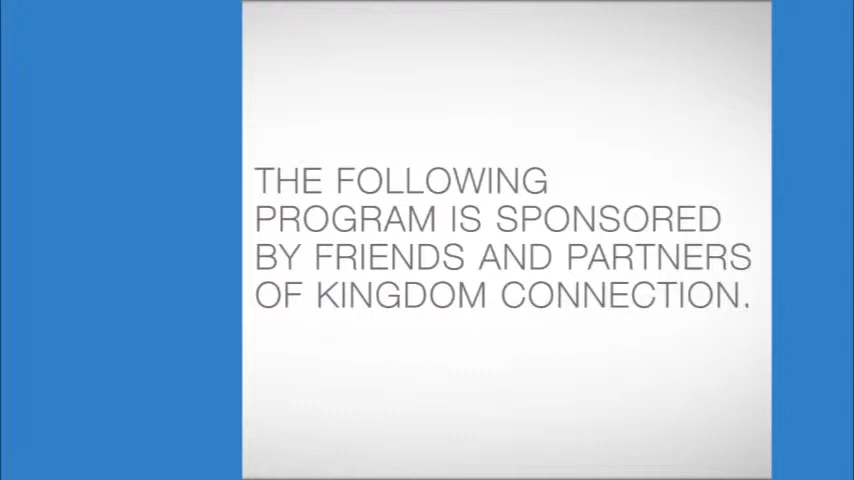 THE FOLLOWING
PROGRAM IS SPONSORED
BY FRIENDS AND PARTNERS
OF KINGDOM CONNECTION.